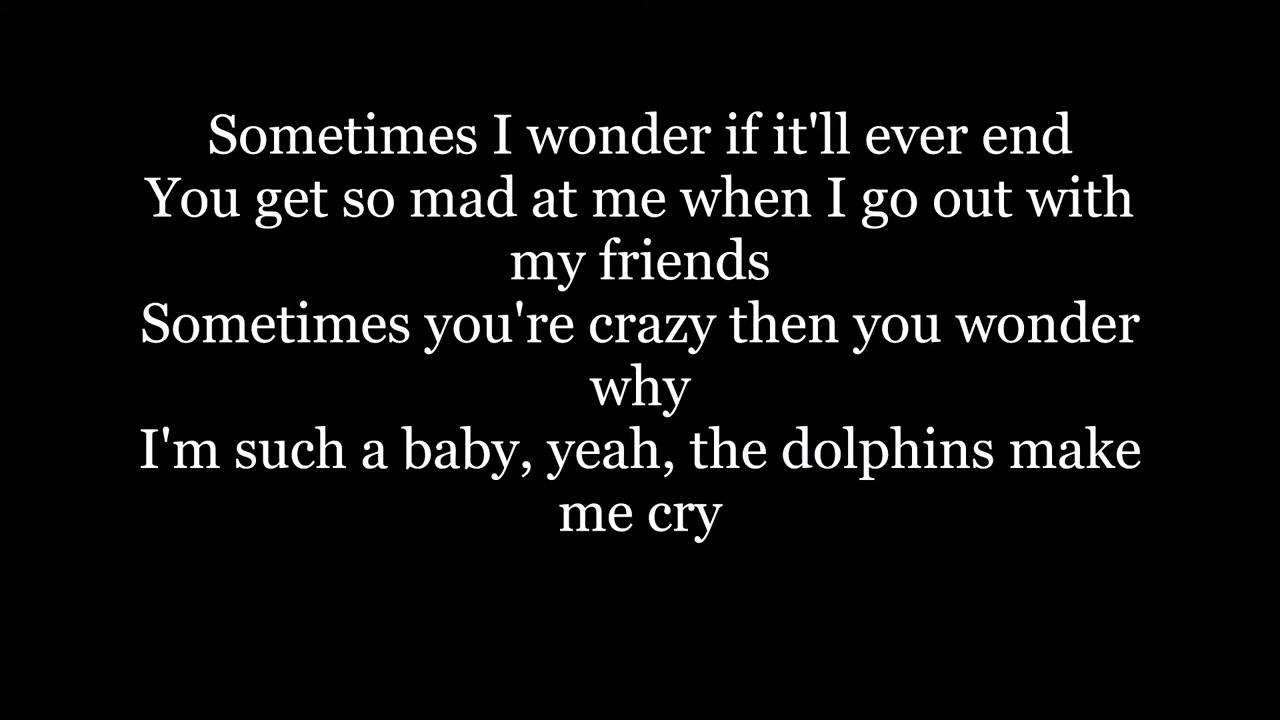 Sometimes I wonder if it'll ever end
You get so mad at me when I go out with
my friends
Sometimes you're crazy then you wonder
why
I'm such a baby, yeah, the dolphins make
me cry